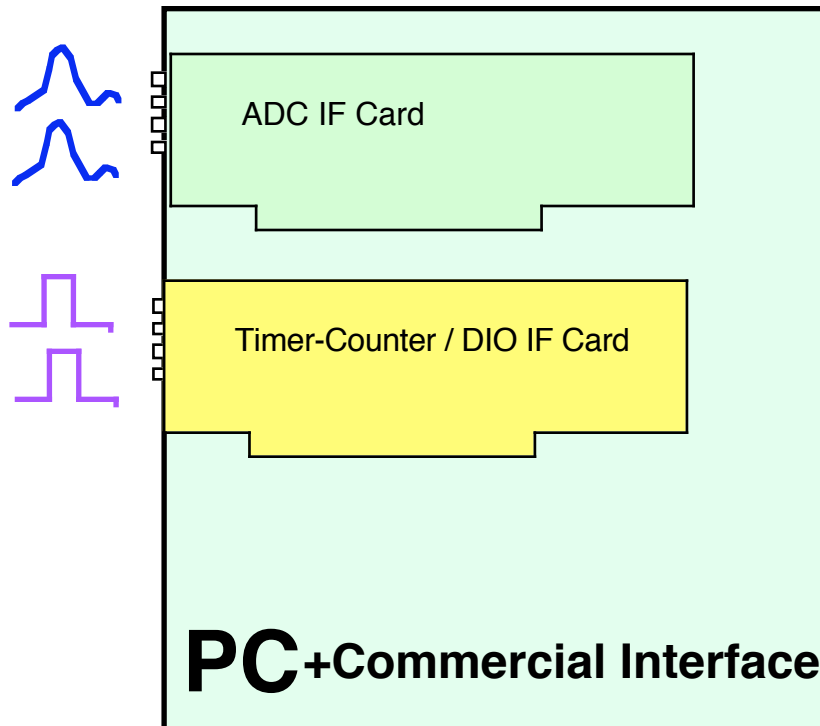 ADC IF Card
Timer-Counter / DIO IF Card
PC+Commercial Interface